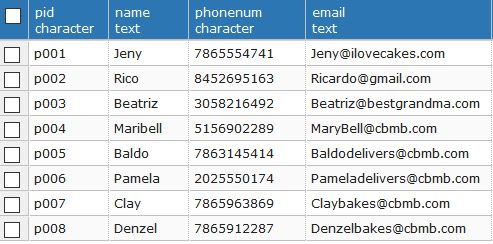 pid name phonenum email
character text character text
p001 Jeny 7865554741 Jeny@ilovecakes.com
p002 Rico 8452695163 Ricardo@gmail.com
p003 Beatriz 3058216492 Beatriz@bestgrandma.com
p004 Maribell 5156902289 MaryBell@cbmb.com
p005 Baldo 7863145414 Baldodelivers@cbmb.com
p006 Pamela 2025550174 Pameladelivers@cbmb.com
p007 Clay 7865963869 Claybakes@cbmb.com
p008 Denzel 7865912287 Denzelbakes@cbmb.com